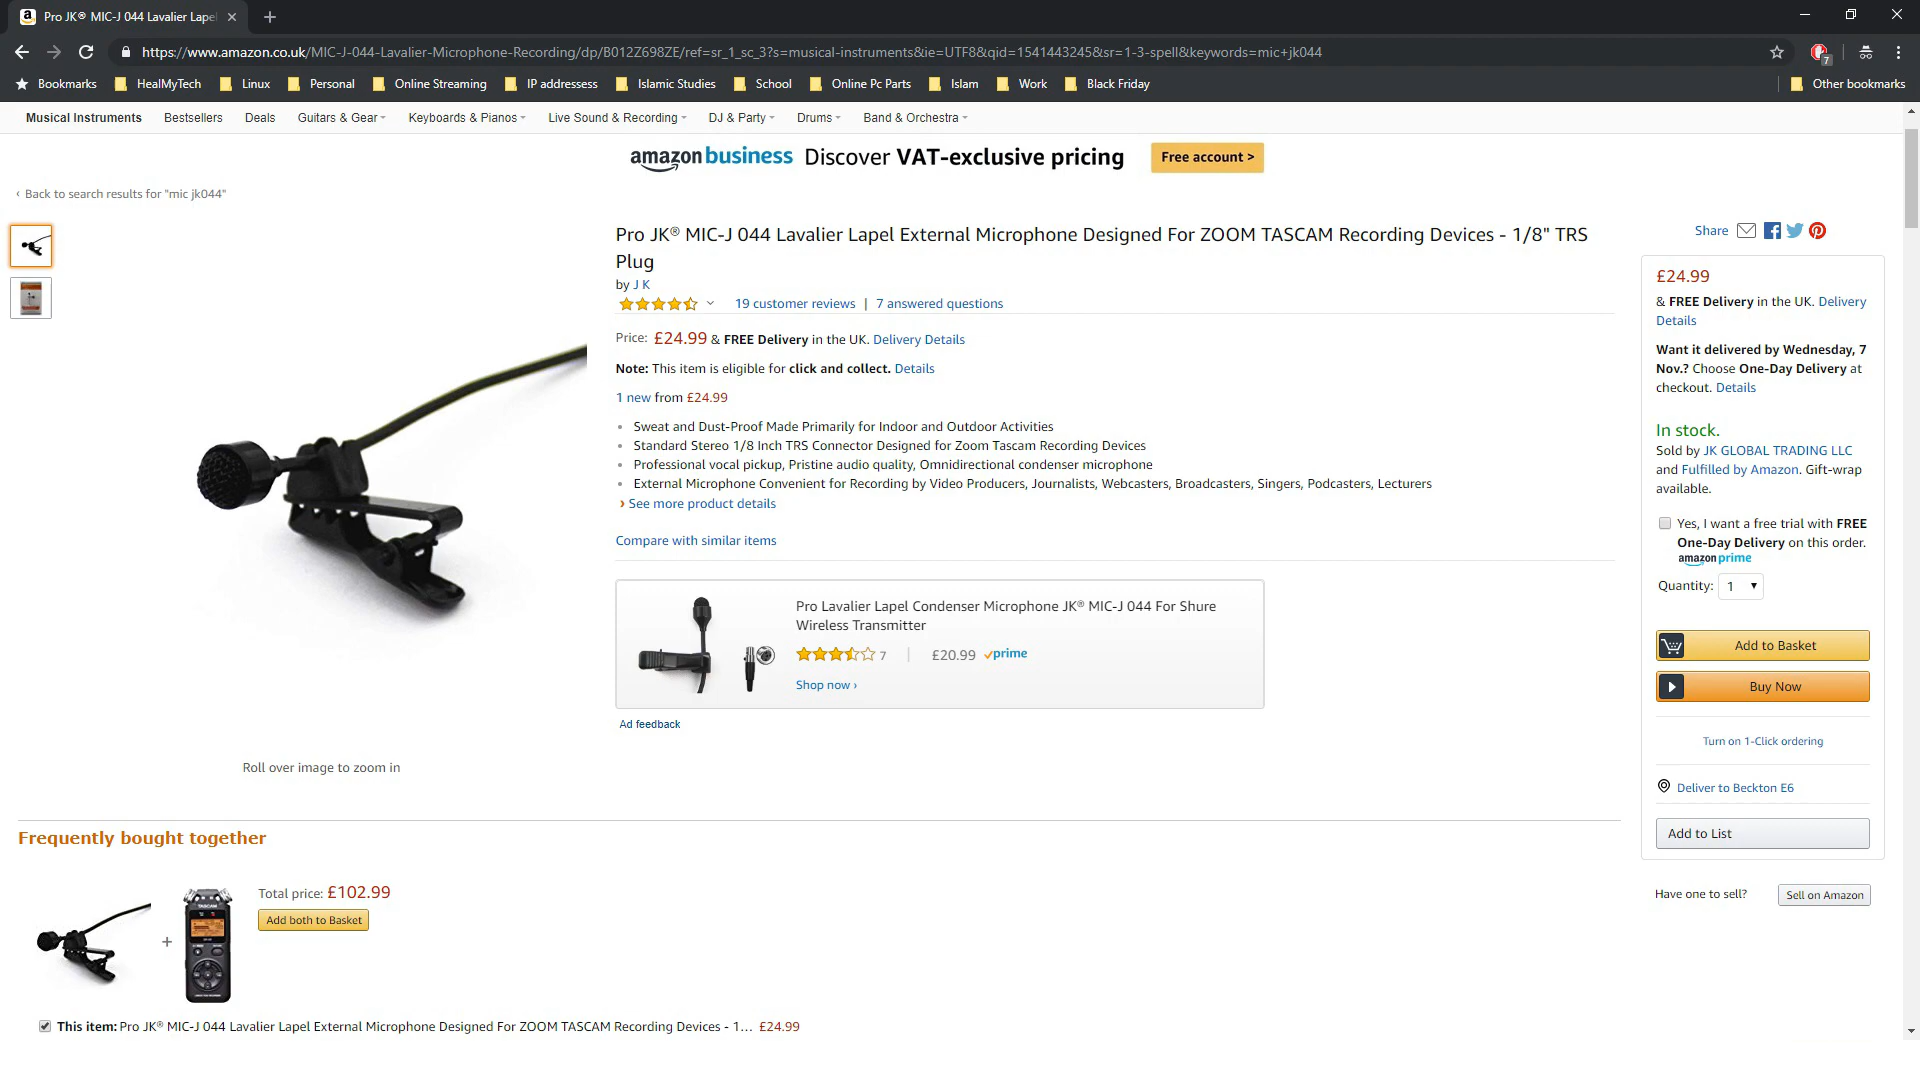 Pro JK® MIC-J 044 Lavalier Lapel
https://www.amazon.co.uk/MIC-J-044-Lavalier-Microphone-Recording/dp/B012Z698ZE/ref=sr_1_sc_3?s=musical-instruments&ie=UTF8&qid=1541443245&sr=1-3-spell&keywords=mic+jk044
7
Bookmarks HealMyTech Linux Personal Online Streaming IP addressess Islamic Studies School Online Pc Parts Islam Work Black Friday Other bookmarks
Musical Instruments Bestsellers Deals Guitars & Gear Keyboards & Pianos Live Sound & Recording DJ & Party Drums Band & Orchestra
amazon business Discover VAT-exclusive pricing Free account >
‹ Back to search results for "mic jk044"
Pro JK® MIC-J 044 Lavalier Lapel External Microphone Designed For ZOOM TASCAM Recording Devices - 1/8" TRS
Plug
by J K
19 customer reviews | 7 answered questions
Price: £24.99 & FREE Delivery in the UK. Delivery Details
Note: This item is eligible for click and collect. Details
1 new from £24.99
• Sweat and Dust-Proof Made Primarily for Indoor and Outdoor Activities
• Standard Stereo 1/8 Inch TRS Connector Designed for Zoom Tascam Recording Devices
• Professional vocal pickup, Pristine audio quality, Omnidirectional condenser microphone
• External Microphone Convenient for Recording by Video Producers, Journalists, Webcasters, Broadcasters, Singers, Podcasters, Lecturers
› See more product details
Compare with similar items
Pro Lavalier Lapel Condenser Microphone JK® MIC-J 044 For Shure
Wireless Transmitter
7 | £20.99 prime
Shop now ›
Ad feedback
Roll over image to zoom in
Share
£24.99
& FREE Delivery in the UK. Delivery
Details
Want it delivered by Wednesday, 7
Nov.? Choose One-Day Delivery at
checkout. Details
In stock.
Sold by JK GLOBAL TRADING LLC
and Fulfilled by Amazon. Gift-wrap
available.
Yes, I want a free trial with FREE
One-Day Delivery on this order.
amazon prime
Quantity: 1
Add to Basket
Buy Now
Turn on 1-Click ordering
Deliver to Beckton E6
Add to List
Have one to sell? Sell on Amazon
Frequently bought together
TASCAM
+
Total price: £102.99
Add both to Basket
This item: Pro JK® MIC-J 044 Lavalier Lapel External Microphone Designed For ZOOM TASCAM Recording Devices - 1… £24.99